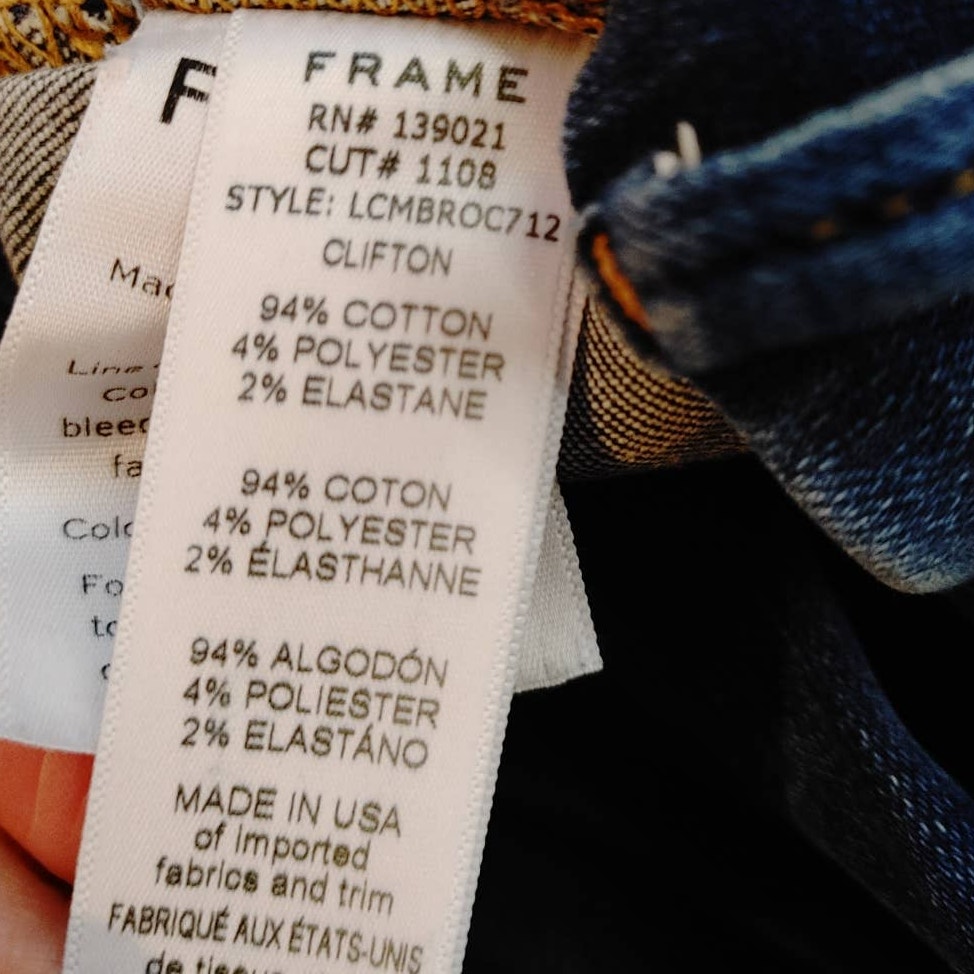 FRAME
RN# 139021
CUT# 1108
STYLE: LCMBROC712
CLIFTON
94% COTTON
4% POLYESTER
2% ELASTANE
94% COTON
4% POLYESTER
2% ÉLASTHANNE
94% ALGODÓN
4% POLIESTER
2% ELASTÁNO
MADE IN USA
of imported
fabrics and trim
FABRIQUÉ AUX ÉTATS-UNIS
de
F